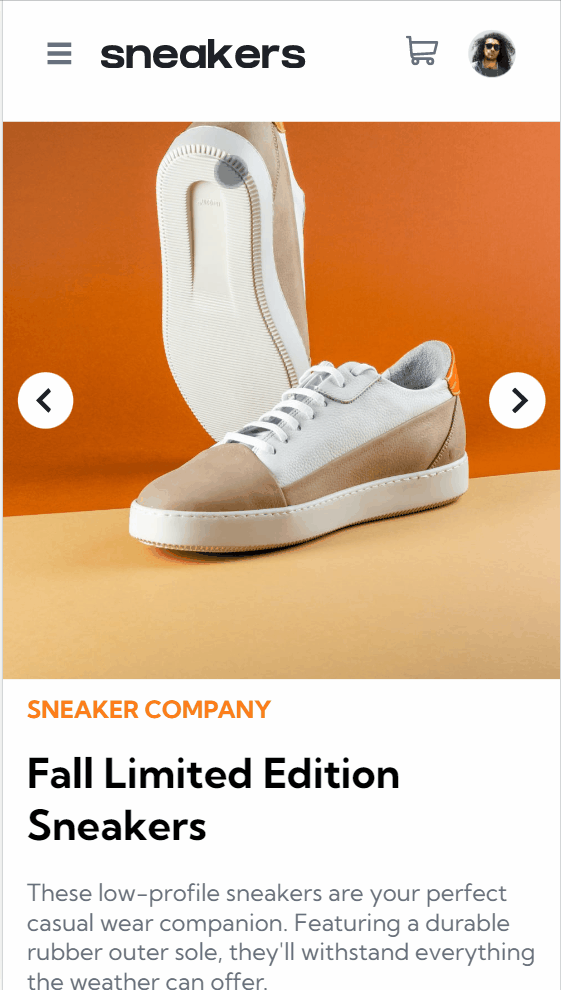 sneakers
SNEAKER COMPANY
Fall Limited Edition
Sneakers
These low-profile sneakers are your perfect
casual wear companion. Featuring a durable
rubber outer sole, they'll withstand everything
the weather can offer.